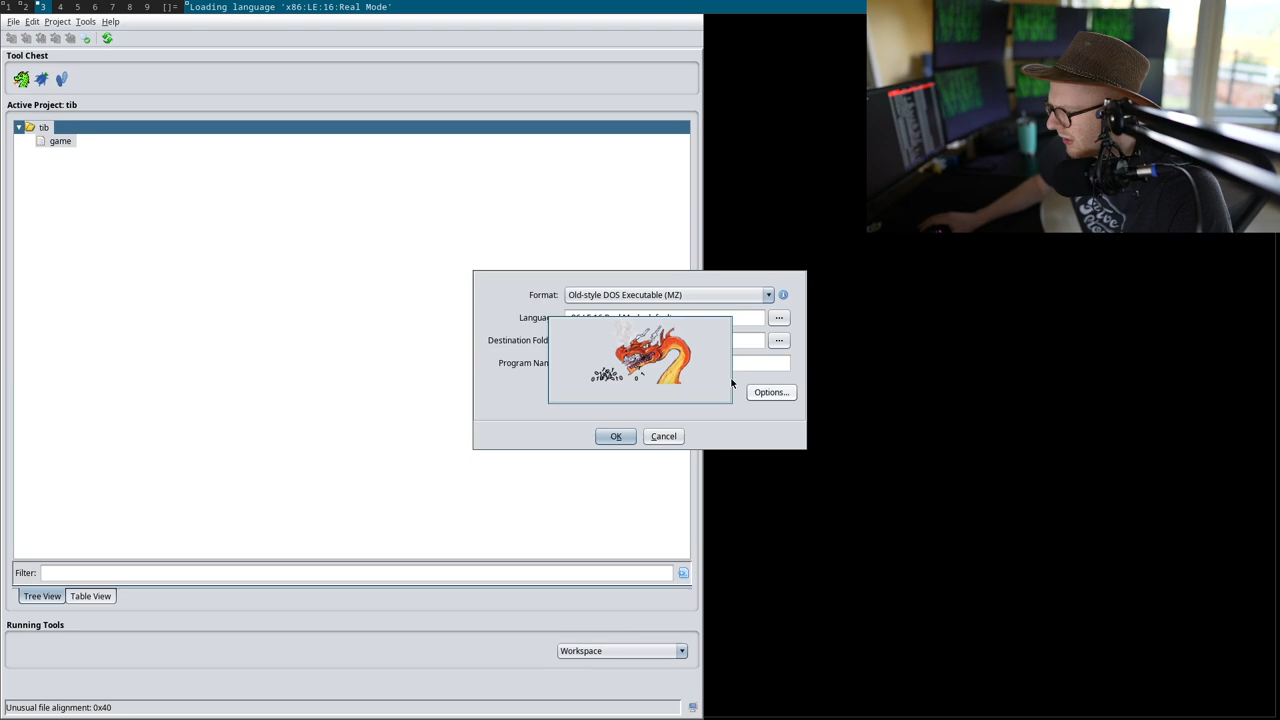 1 2 3 4 5 6 7 8 9 []= Loading language 'x86:LE:16:Real Mode'
File Edit Project Tools Help
Tool Chest
Active Project: tib
tib
game
Format: Old-style DOS Executable (MZ)
...
Destination
...
Program
Options...
OK Cancel
Filter:
Tree View Table View
Running Tools
Workspace
Unusual file alignment: 0x40